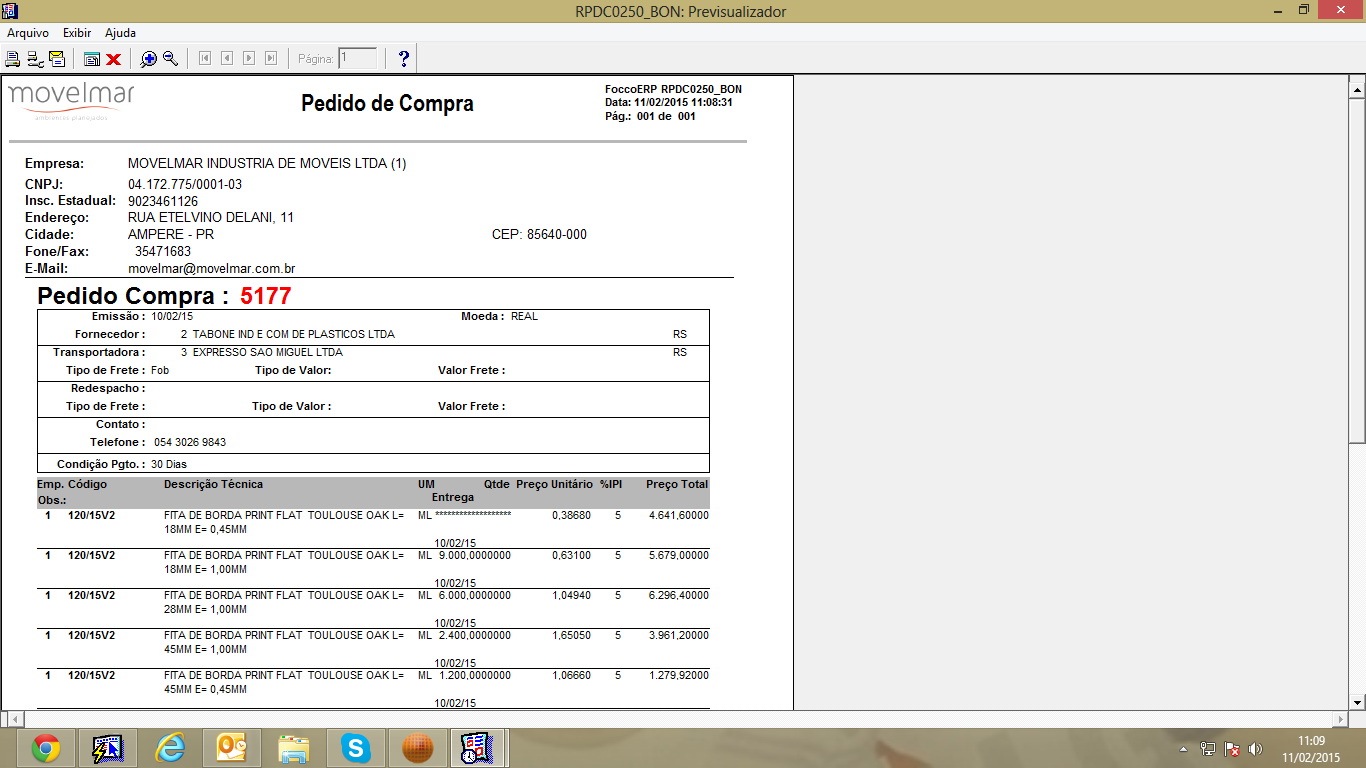 RPDC0250_BON: Previsualizador
Arquivo Exibir Ajuda
Página: 1
movelmar
ambientes planejados
Pedido de Compra
FoccoERP RPDC0250_BON
Data: 11/02/2015 11:08:31
Pág.: 001 de 001
Empresa: MOVELMAR INDUSTRIA DE MOVEIS LTDA (1)
CNPJ: 04.172.775/0001-03
Insc. Estadual: 9023461126
Endereço: RUA ETELVINO DELANI, 11
Cidade: AMPERE - PR CEP: 85640-000
Fone/Fax: 35471683
E-Mail: movelmar@movelmar.com.br
Pedido Compra : 5177
Emissão : 10/02/15 Moeda : REAL
Fornecedor : 2 TABONE IND E COM DE PLASTICOS LTDA RS
Transportadora : 3 EXPRESSO SAO MIGUEL LTDA RS
Tipo de Frete : Fob Tipo de Valor: Valor Frete :
Redespacho :
Tipo de Frete : Tipo de Valor : Valor Frete :
Contato :
Telefone : 054 3026 9843
Condição Pgto. : 30 Dias
Emp. Código Descrição Técnica UM Qtde Preço Unitário %IPI Preço Total
Obs.: Entrega
1 120/15V2 FITA DE BORDA PRINT FLAT TOULOUSE OAK L= ML ******************* 0,38680 5 4.641,60000
18MM E= 0,45MM
10/02/15
1 120/15V2 FITA DE BORDA PRINT FLAT TOULOUSE OAK L= ML 9.000,0000000 0,63100 5 5.679,00000
18MM E= 1,00MM
10/02/15
1 120/15V2 FITA DE BORDA PRINT FLAT TOULOUSE OAK L= ML 6.000,0000000 1,04940 5 6.296,40000
28MM E= 1,00MM
10/02/15
1 120/15V2 FITA DE BORDA PRINT FLAT TOULOUSE OAK L= ML 2.400,0000000 1,65050 5 3.961,20000
45MM E= 1,00MM
10/02/15
1 120/15V2 FITA DE BORDA PRINT FLAT TOULOUSE OAK L= ML 1.200,0000000 1,06660 5 1.279,92000
45MM E= 0,45MM
10/02/15
11:09
11/02/2015